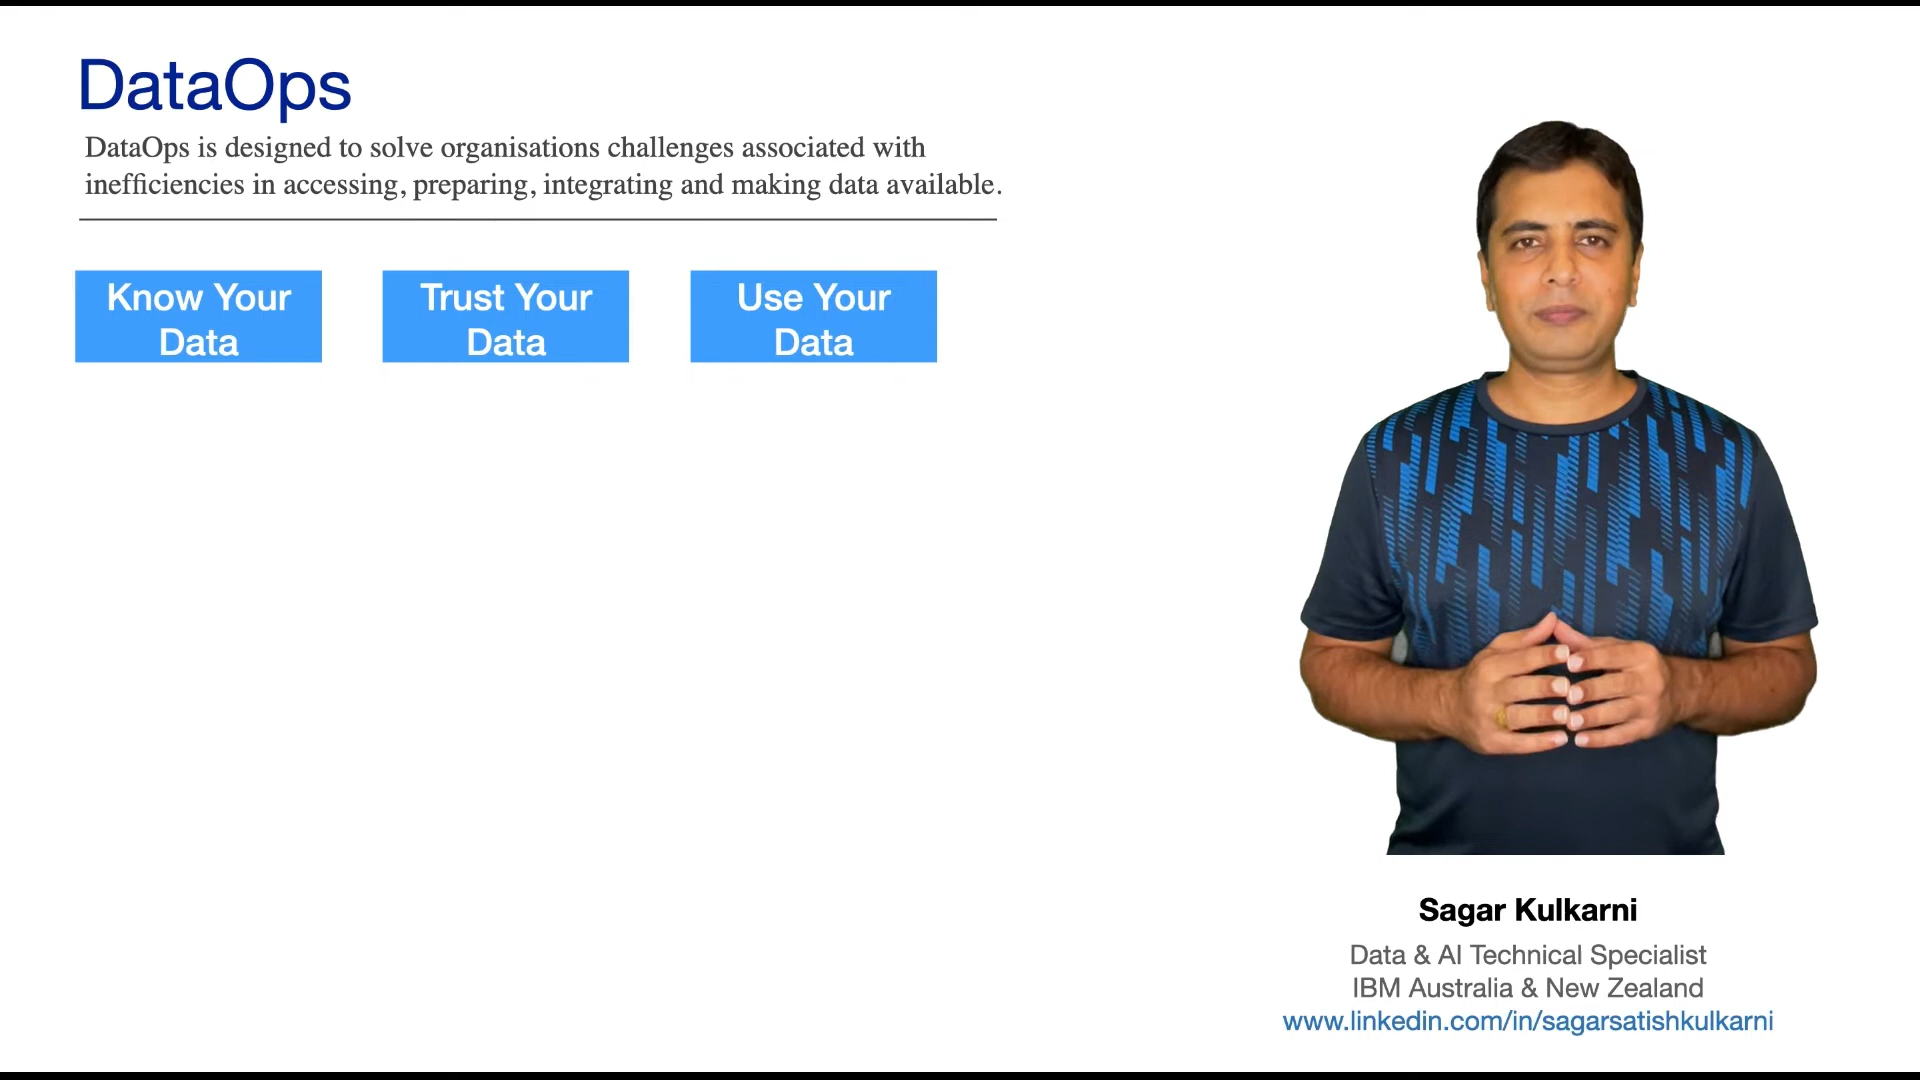 DataOps
DataOps is designed to solve organisations challenges associated with
inefficiencies in accessing, preparing, integrating and making data available.
Know Your
Data
Trust Your
Data
Use Your
Data
Sagar Kulkarni
Data & AI Technical Specialist
IBM Australia & New Zealand
www.linkedin.com/in/sagarsatishkulkarni